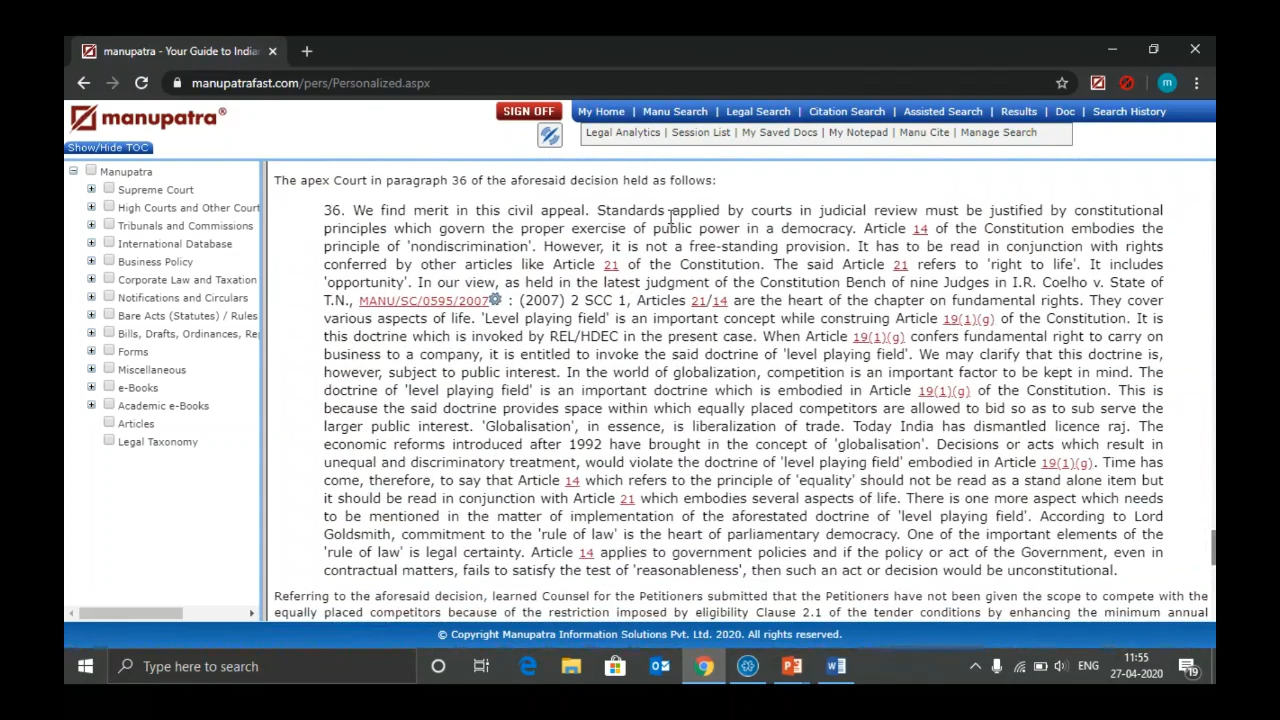 manupatra - Your Guide to India
manupatrafast.com/pers/Personalized.aspx
m
manupatra®
SIGN OFF
My Home | Manu Search | Legal Search | Citation Search | Assisted Search | Results | Doc | Search History
Legal Analytics | Session List | My Saved Docs | My Notepad | Manu Cite | Manage Search
Show/Hide TOC
Manupatra
Supreme Court
High Courts and Other Court
Tribunals and Commissions
International Database
Business Policy
Corporate Law and Taxation
Notifications and Circulars
Bare Acts (Statutes) / Rules
Bills, Drafts, Ordinances, Rep
Forms
Miscellaneous
e-Books
Academic e-Books
Articles
Legal Taxonomy
The apex Court in paragraph 36 of the aforesaid decision held as follows:
36. We find merit in this civil appeal. Standards applied by courts in judicial review must be justified by constitutional
principles which govern the proper exercise of public power in a democracy. Article 14 of the Constitution embodies the
principle of 'nondiscrimination'. However, it is not a free-standing provision. It has to be read in conjunction with rights
conferred by other articles like Article 21 of the Constitution. The said Article 21 refers to 'right to life'. It includes
'opportunity'. In our view, as held in the latest judgment of the Constitution Bench of nine Judges in I.R. Coelho v. State of
T.N., MANU/SC/0595/2007 : (2007) 2 SCC 1, Articles 21/14 are the heart of the chapter on fundamental rights. They cover
various aspects of life. 'Level playing field' is an important concept while construing Article 19(1)(g) of the Constitution. It is
this doctrine which is invoked by REL/HDEC in the present case. When Article 19(1)(g) confers fundamental right to carry on
business to a company, it is entitled to invoke the said doctrine of 'level playing field'. We may clarify that this doctrine is,
however, subject to public interest. In the world of globalization, competition is an important factor to be kept in mind. The
doctrine of 'level playing field' is an important doctrine which is embodied in Article 19(1)(g) of the Constitution. This is
because the said doctrine provides space within which equally placed competitors are allowed to bid so as to sub serve the
larger public interest. 'Globalisation', in essence, is liberalization of trade. Today India has dismantled licence raj. The
economic reforms introduced after 1992 have brought in the concept of 'globalisation'. Decisions or acts which result in
unequal and discriminatory treatment, would violate the doctrine of 'level playing field' embodied in Article 19(1)(g). Time has
come, therefore, to say that Article 14 which refers to the principle of 'equality' should not be read as a stand alone item but
it should be read in conjunction with Article 21 which embodies several aspects of life. There is one more aspect which needs
to be mentioned in the matter of implementation of the aforestated doctrine of 'level playing field'. According to Lord
Goldsmith, commitment to the 'rule of law' is the heart of parliamentary democracy. One of the important elements of the
'rule of law' is legal certainty. Article 14 applies to government policies and if the policy or act of the Government, even in
contractual matters, fails to satisfy the test of 'reasonableness', then such an act or decision would be unconstitutional.
Referring to the aforesaid decision, learned Counsel for the Petitioners submitted that the Petitioners have not been given the scope to compete with the
equally placed competitors because of the restriction imposed by eligibility Clause 2.1 of the tender conditions by enhancing the minimum annual
© Copyright Manupatra Information Solutions Pvt. Ltd. 2020. All rights reserved.
Type here to search
ENG
11:55
27-04-2020
19